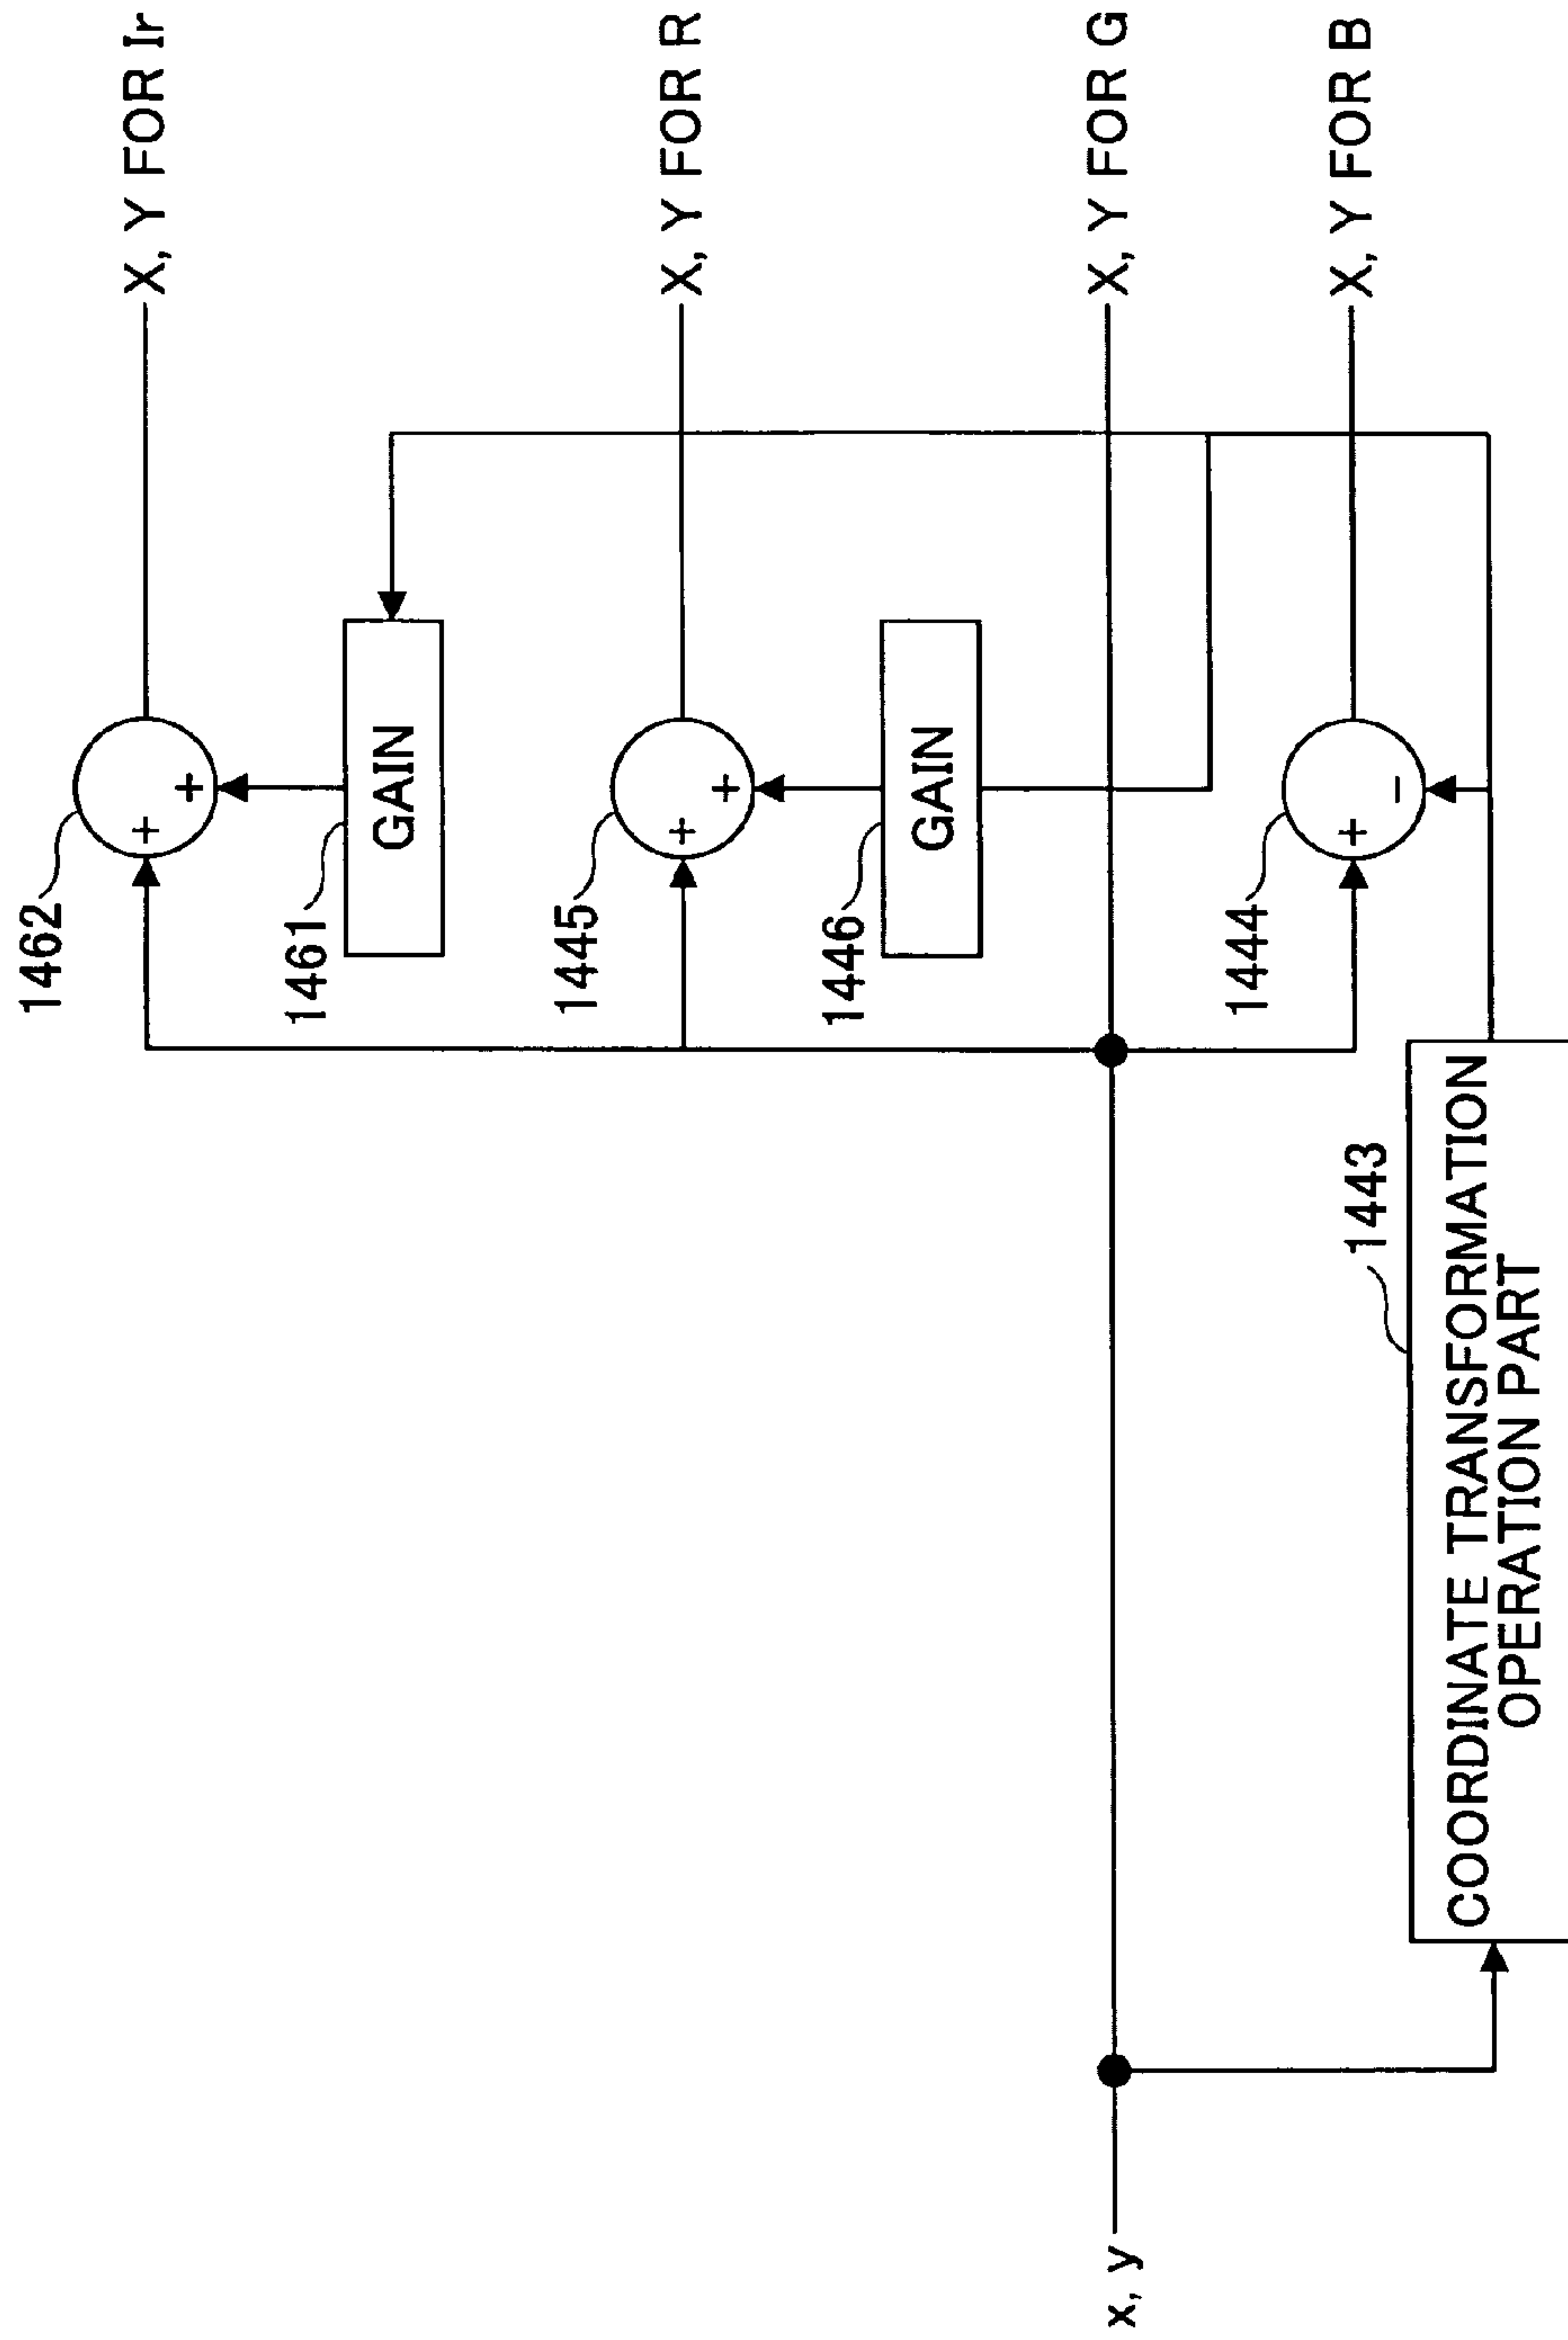 X, Y FOR Ir
1462
1461
GAIN
X, Y FOR R
1445
1446
GAIN
X, Y FOR G
X, Y FOR B
1444
x, y
1443
COORDINATE TRANSFORMATION
OPERATION PART
+
+
+
+
+
−